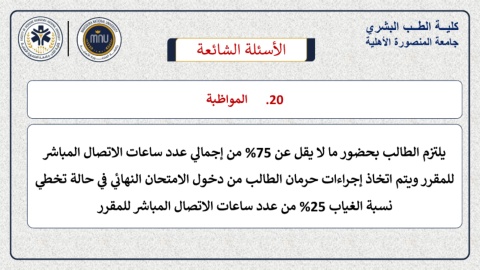 كلية الطب البشري
جامعة المنصورة الأهلية
MNU
الأسئلة الشائعة
20. المواظبة
يلتزم الطالب بحضور ما لا يقل عن 75% من إجمالي عدد ساعات الاتصال المباشر
للمقرر ويتم اتخاذ إجراءات حرمان الطالب من دخول الامتحان النهائي في حالة تخطي
نسبة الغياب 25% من عدد ساعات الاتصال المباشر للمقرر